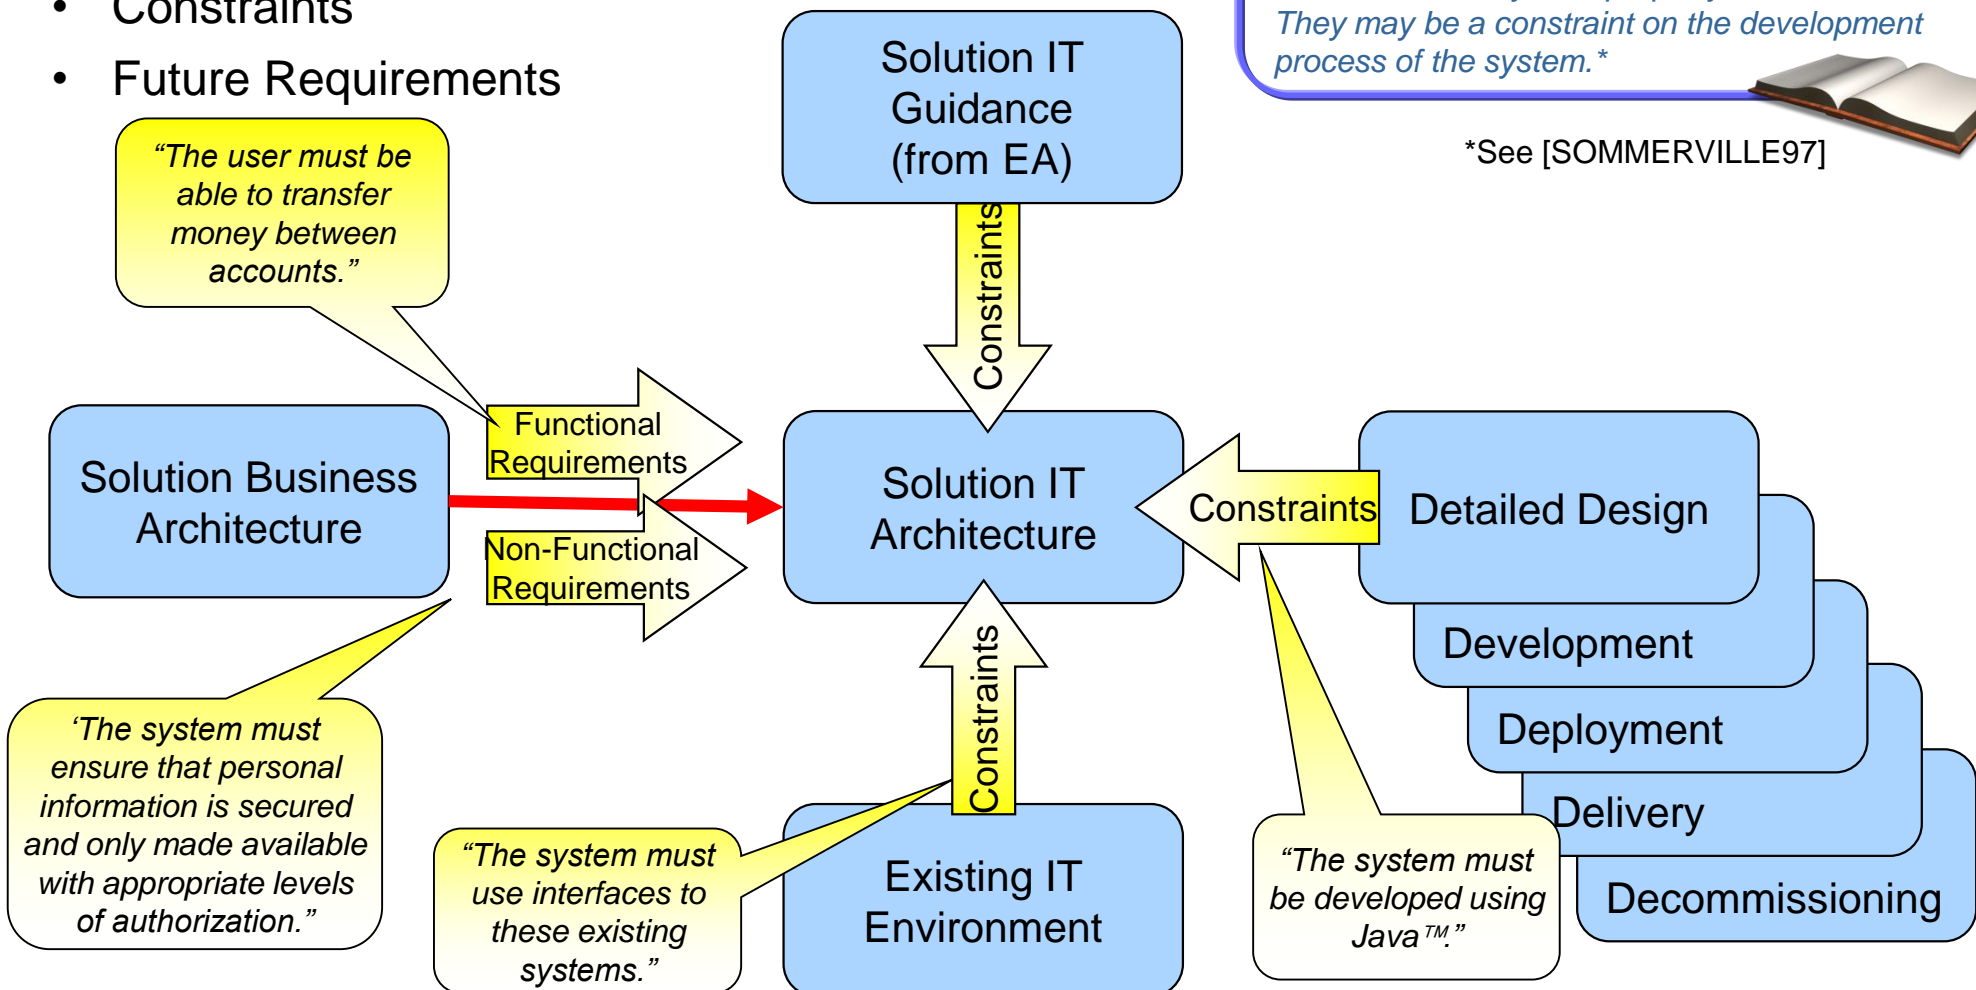 • Constraints
• Future Requirements
They may be a constraint on the development
process of the system.*
*See [SOMMERVILLE97]
Solution IT
Guidance
(from EA)
“The user must be
able to transfer
money between
accounts.”
Constraints
Functional
Requirements
Solution Business
Architecture
Non-Functional
Requirements
Solution IT
Architecture
Constraints
Detailed Design
Development
Deployment
Delivery
Decommissioning
Constraints
‘The system must
ensure that personal
information is secured
and only made available
with appropriate levels
of authorization.”
“The system must
use interfaces to
these existing
systems.”
Existing IT
Environment
“The system must
be developed using
Java™.”